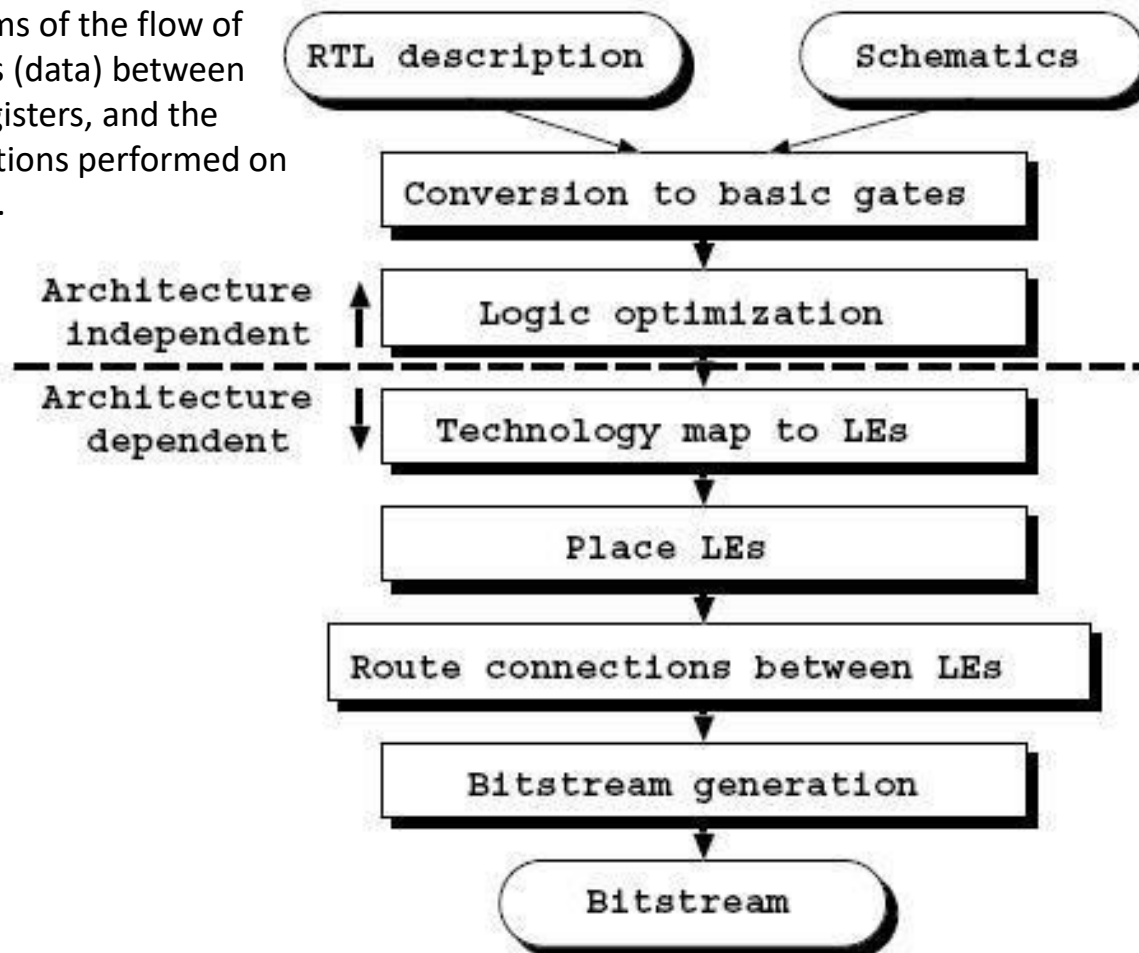 ms of the flow of
s (data) between
gisters, and the
tions performed on
.
RTL description
Schematics
Conversion to basic gates
Architecture
independent
Logic optimization
Architecture
dependent
Technology map to LEs
Place LEs
Route connections between LEs
Bitstream generation
Bitstream